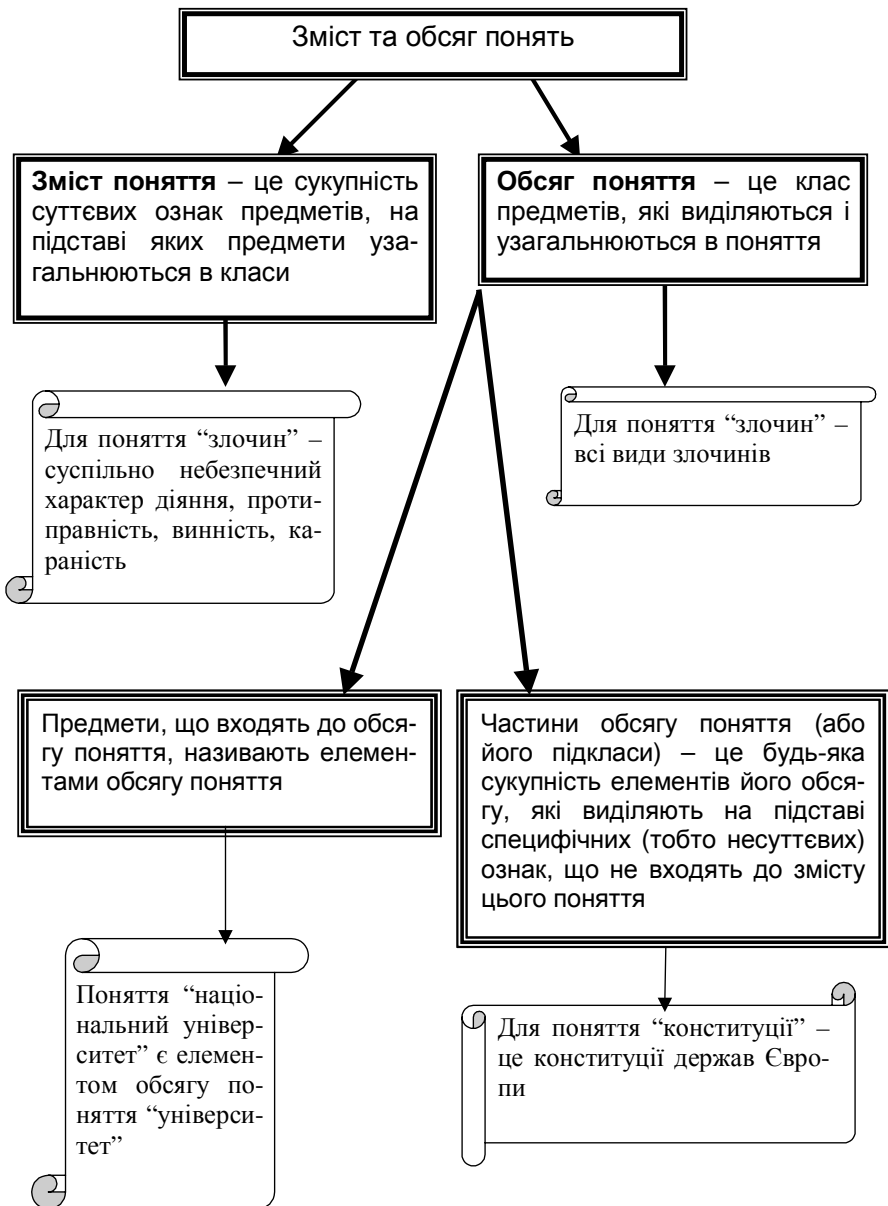 Зміст та обсяг понять
Зміст поняття – це сукупність
суттєвих ознак предметів, на
підставі яких предмети уза-
гальнюються в класи
Обсяг поняття – це клас
предметів, які виділяються і
узагальнюються в поняття
Для поняття “злочин” –
суспільно небезпечний
характер діяння, проти-
правність, винність, ка-
раність
Для поняття “злочин” –
всі види злочинів
Предмети, що входять до обся-
гу поняття, називають елемен-
тами обсягу поняття
Частини обсягу поняття (або
його підкласи) – це будь-яка
сукупність елементів його обся-
гу, які виділяють на підставі
специфічних (тобто несуттєвих)
ознак, що не входять до змісту
цього поняття
Поняття “націо-
нальний універ-
ситет” є елемен-
том обсягу по-
няття “універси-
тет”
Для поняття “конституції” –
це конституції держав Євро-
пи